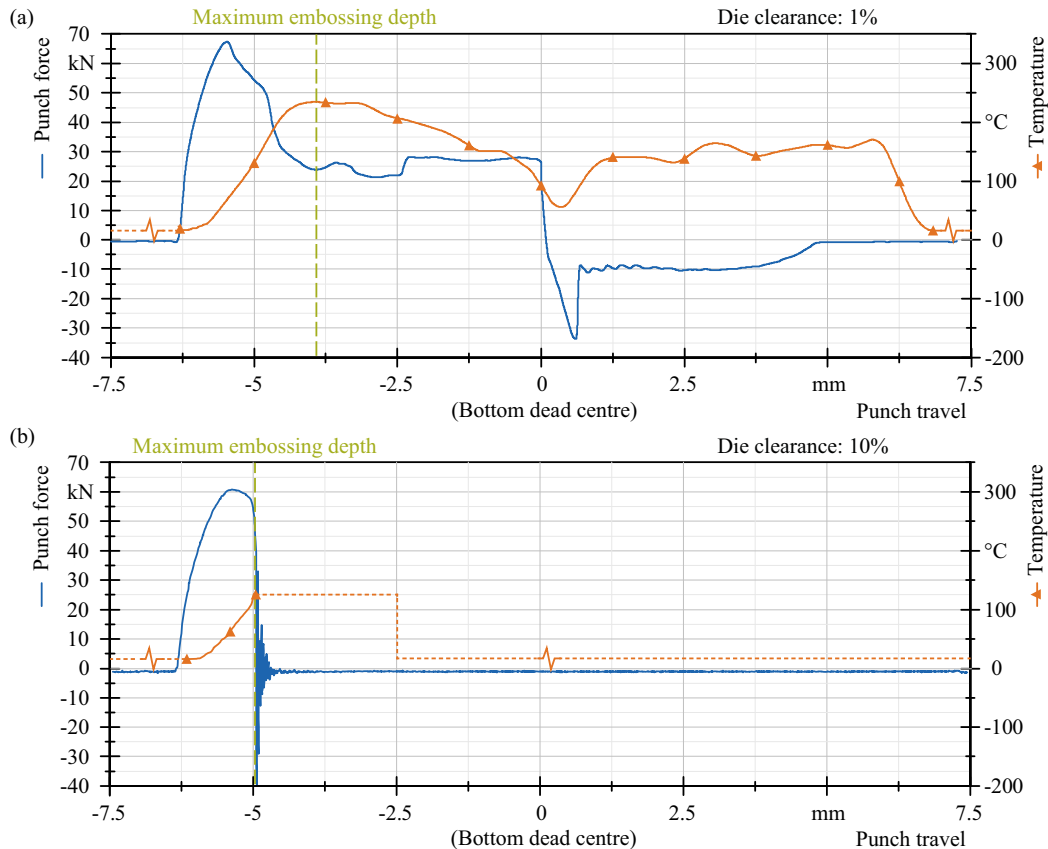 (a)
Maximum embossing depth
Die clearance: 1%
Punch force
70
kN
50
40
30
20
10
0
-10
-20
-30
-40
300
°C
100
0
-100
-200
Temperature
-7.5
-5
-2.5
0
2.5
mm
7.5
(Bottom dead centre)
Punch travel
(b)
Maximum embossing depth
Die clearance: 10%
Punch force
70
kN
50
40
30
20
10
0
-10
-20
-30
-40
300
°C
100
0
-100
-200
Temperature
-7.5
-5
-2.5
0
2.5
mm
7.5
(Bottom dead centre)
Punch travel